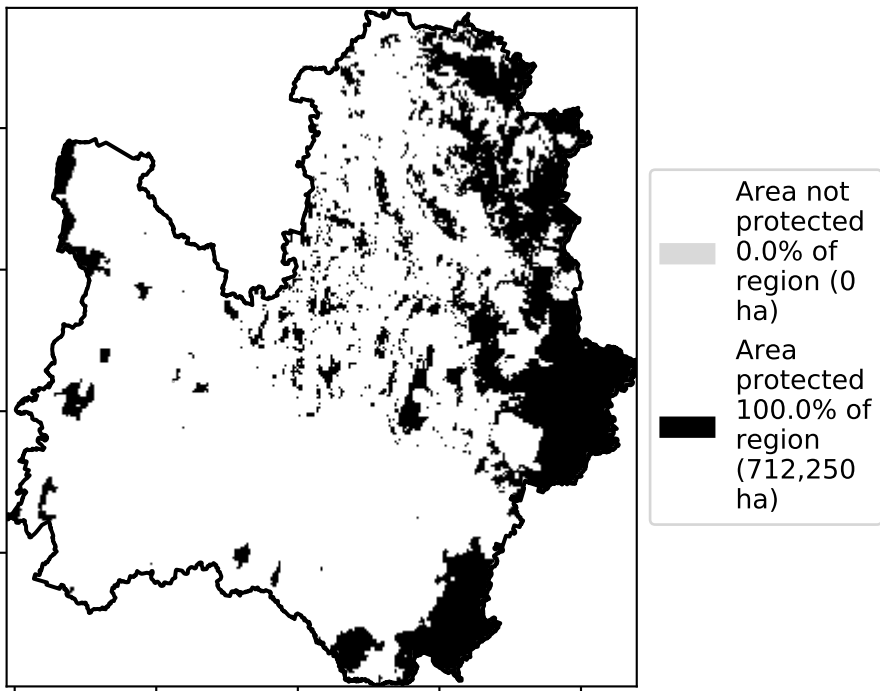 Area not
protected
0.0% of
region (0
ha)
Area
protected
100.0% of
region
(712,250
ha)